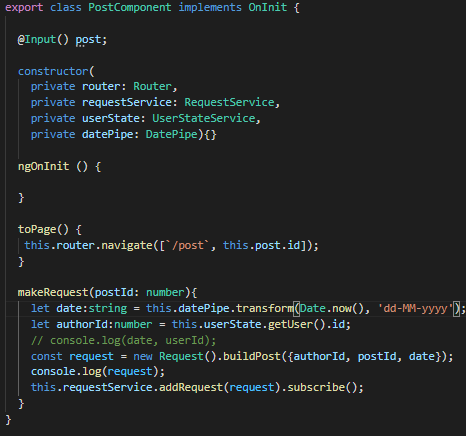 export class PostComponent implements OnInit {
@Input() post;
constructor(
private router: Router,
private requestService: RequestService,
private userState: UserStateService,
private datePipe: DatePipe){}
ngOnInit () {
}
toPage() {
this.router.navigate([`/post`, this.post.id]);
}
makeRequest(postId: number){
let date:string = this.datePipe.transform(Date.now(), 'dd-MM-yyyy');
let authorId:number = this.userState.getUser().id;
// console.log(date, userId);
const request = new Request().buildPost({authorId, postId, date});
console.log(request);
this.requestService.addRequest(request).subscribe();
}
}